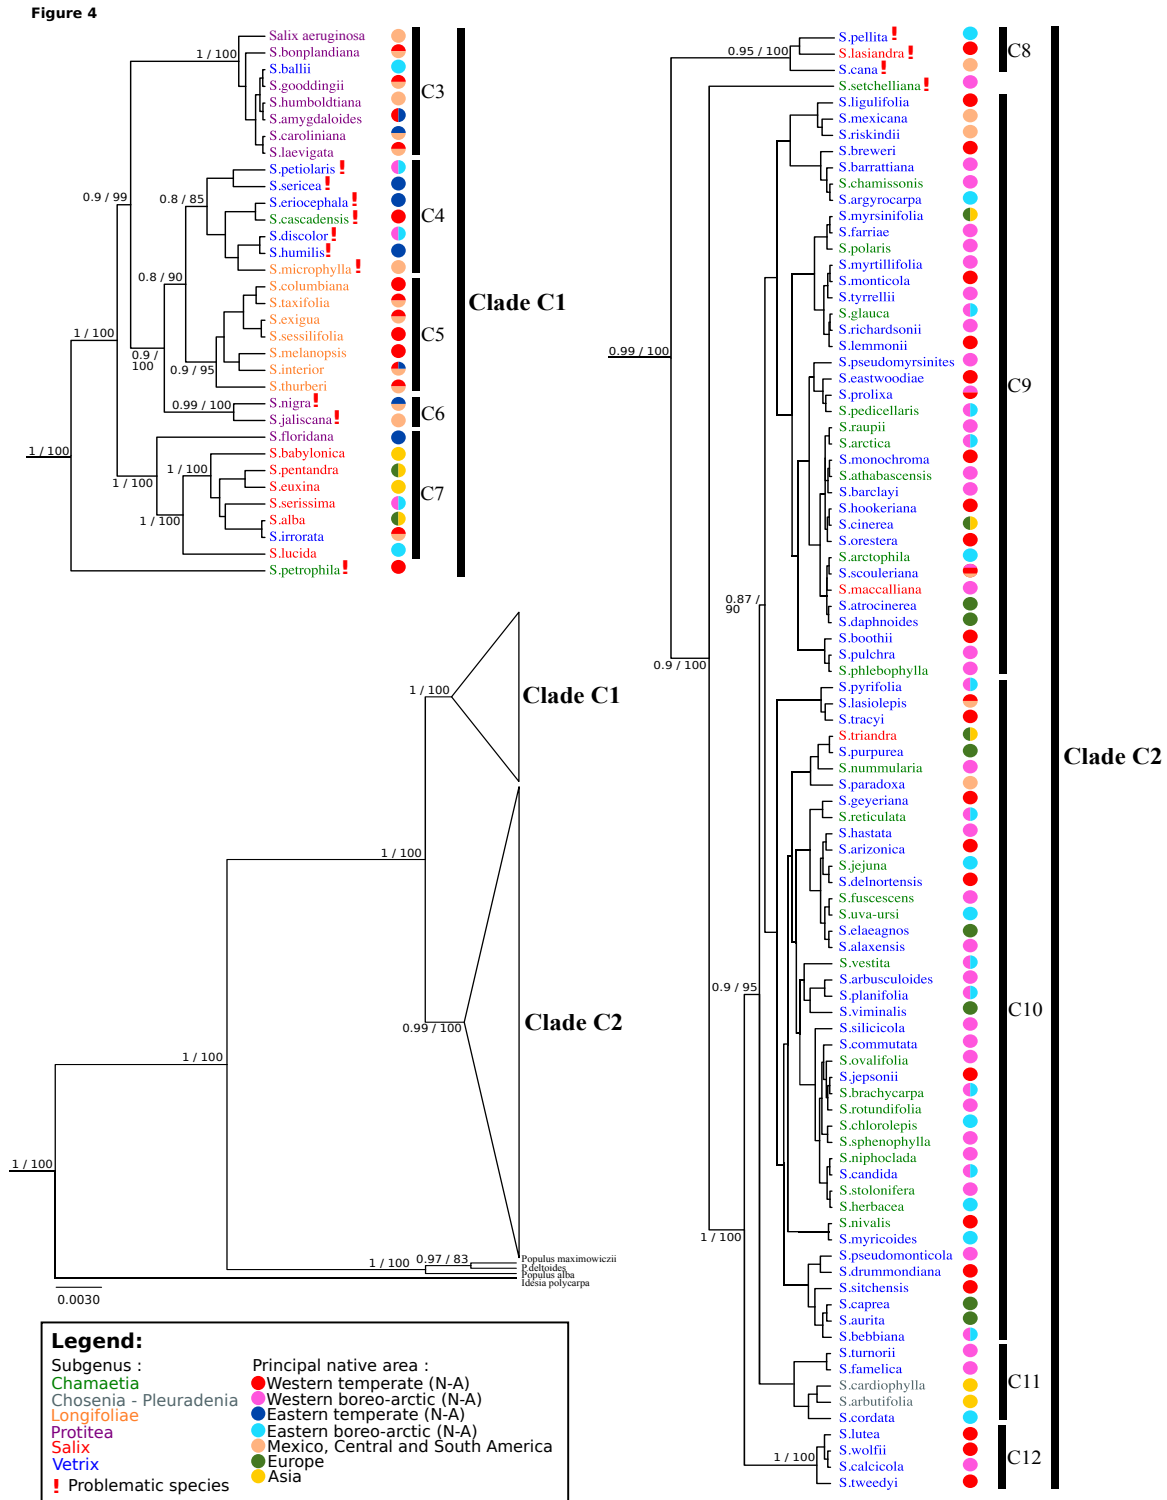 Figure 4
1 / 100
Salix aeruginosa
S.bonplandiana
S.ballii
S.gooddingii
S.humboldtiana
S.amygdaloides
S.caroliniana
S.laevigata
C3
0.9 / 99
0.8 / 85
S.petiolaris !
S.sericea !
S.eriocephala !
S.cascadensis !
S.discolor !
S.humilis !
S.microphylla !
C4
0.8 / 90
S.columbiana
S.taxifolia
S.exigua
S.sessilifolia
S.melanopsis
S.interior
S.thurberi
C5
Clade C1
1 / 100
0.9 /
100
0.9 / 95
0.99 / 100
S.nigra !
S.jaliscana !
C6
1 / 100
S.floridana
S.babylonica
S.pentandra
S.euxina
S.serissima
S.alba
S.irrorata
S.lucida
C7
1 / 100
1 / 100
1 / 100
S.petrophila !
1 / 100
Clade C1
1 / 100
0.99 / 100
Clade C2
1 / 100
1 / 100
1 / 100
0.97 / 83
Populus maximowiczii
P.deltoides
Populus alba
Idesia polycarpa
0.0030
0.95 / 100
S.pellita !
S.lasiandra !
S.cana !
C8
S.setchelliana !
S.ligulifolia
S.mexicana
S.riskindii
S.breweri
S.barrattiana
S.chamissonis
S.argyrocarpa
S.myrsinifolia
S.farriae
S.polaris
S.myrtillifolia
S.monticola
S.tyrrellii
S.glauca
S.richardsonii
S.lemmonii
0.99 / 100
S.pseudomyrsinites
S.eastwoodiae
S.prolixa
S.pedicellaris
C9
S.raupii
S.arctica
S.monochroma
S.athabascensis
S.barclayi
S.hookeriana
S.cinerea
S.orestera
S.arctophila
S.scouleriana
S.maccalliana
S.atrocinerea
S.daphnoides
0.87 /
90
S.boothii
S.pulchra
S.phlebophylla
0.9 / 100
S.pyrifolia
S.lasiolepis
S.tracyi
S.triandra
S.purpurea
S.nummularia
S.paradoxa
Clade C2
S.geyeriana
S.reticulata
S.hastata
S.arizonica
S.jejuna
S.delnortensis
S.fuscescens
S.uva-ursi
S.elaeagnos
S.alaxensis
S.vestita
S.arbusculoides
S.planifolia
S.viminalis
C10
0.9 / 95
S.silicicola
S.commutata
S.ovalifolia
S.jepsonii
S.brachycarpa
S.rotundifolia
S.chlorolepis
S.sphenophylla
S.niphoclada
S.candida
S.stolonifera
S.herbacea
S.nivalis
S.myricoides
1 / 100
S.pseudomonticola
S.drummondiana
S.sitchensis
S.caprea
S.aurita
S.bebbiana
S.turnorii
S.famelica
S.cardiophylla
S.arbutifolia
S.cordata
C11
S.lutea
S.wolfii
S.calcicola
S.tweedyi
C12
1 / 100
Legend:
Subgenus :
Chamaetia
Chosenia - Pleuradenia
Longifoliae
Protitea
Salix
Vetrix
! Problematic species
Principal native area :
Western temperate (N-A)
Western boreo-arctic (N-A)
Eastern temperate (N-A)
Eastern boreo-arctic (N-A)
Mexico, Central and South America
Europe
Asia